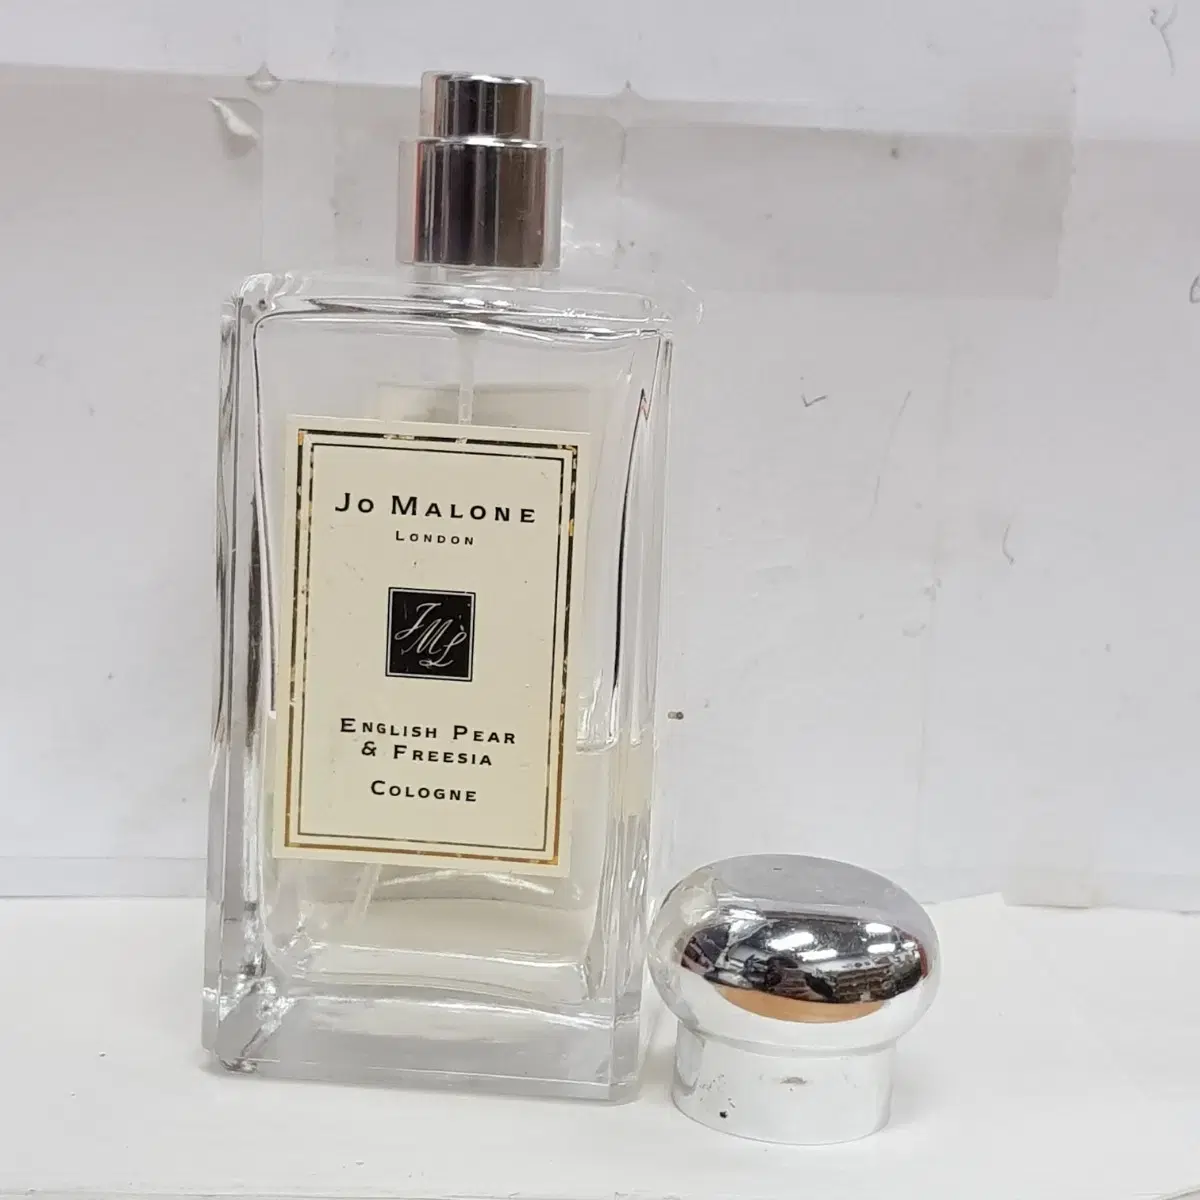 Jo Malone
London
JML
English Pear
& Freesia
Cologne